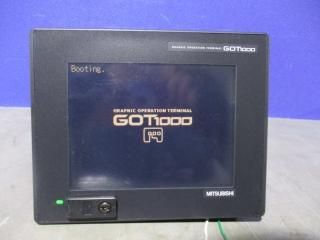 GRAPHIC OPERATION TERMINAL GOT1000
Booting.
GRAPHIC OPERATION TERMINAL
GOT1000
MITSUBISHI